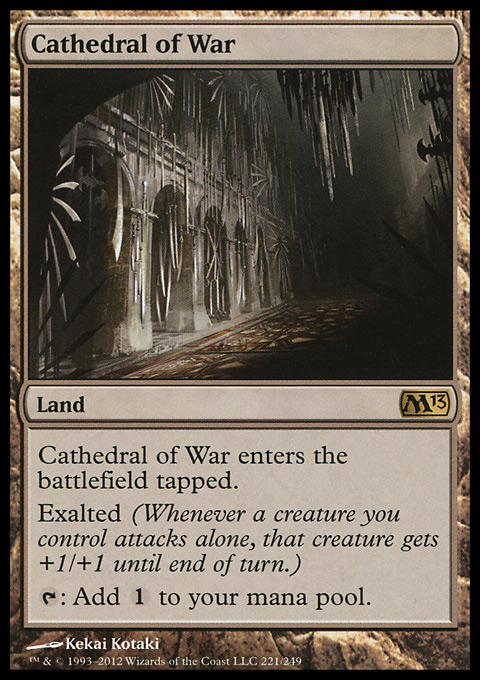 Cathedral of War
Land
M13
Cathedral of War enters the
battlefield tapped.
Exalted (Whenever a creature you
control attacks alone, that creature gets
+1/+1 until end of turn.)
: Add 1 to your mana pool.
Kekai Kotaki
™ & © 1993–2012 Wizards of the Coast LLC 221/249